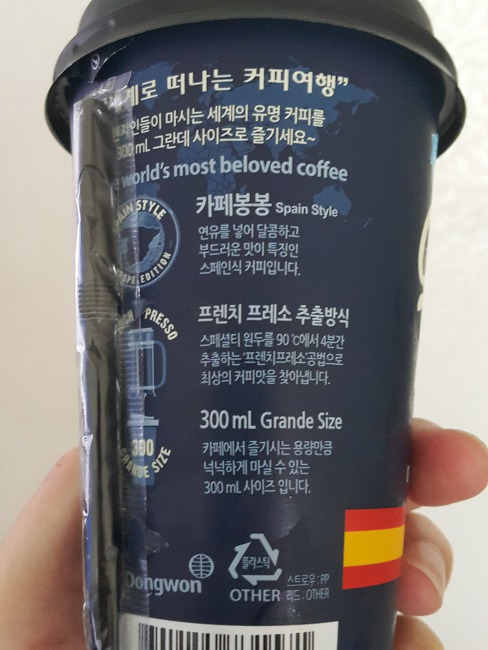 계로 떠나는 커피여행”
현지인들이 마시는 세계의 유명 커피를
300 mL 그란데 사이즈로 즐기세요~
world's most beloved coffee
SPAIN STYLE
카페봉봉 Spain Style
연유를 넣어 달콤하고
부드러운 맛이 특징인
스페인식 커피입니다.
EDITION
PRESSO
프렌치 프레소 추출방식
스페셜티 원두를 90℃에서 4분간
추출하는 '프렌치프레소공법'으로
최상의 커피맛을 찾아냅니다.
300 mL Grande Size
300
GRANDE SIZE
카페에서 즐기시는 용량만큼
넉넉하게 마실 수 있는
300 mL 사이즈 입니다.
Dongwon
플라스틱
OTHER
스트로우 : PP
리드 : OTHER